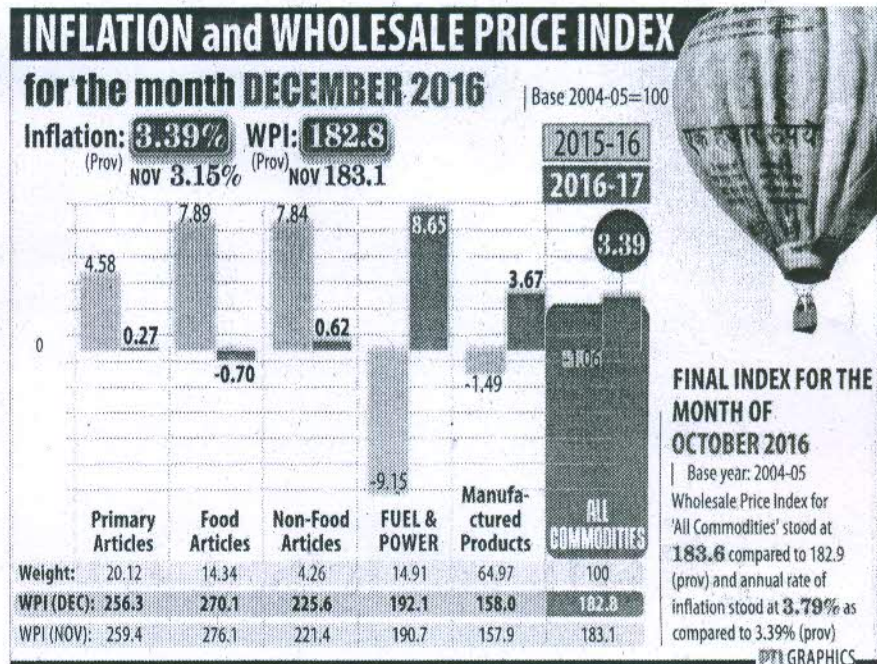 INFLATION and WHOLESALE PRICE INDEX
for the month DECEMBER 2016
Base 2004-05=100
Inflation: 3.39% WPI: 182.8
(Prov) NOV 3.15% (Prov) NOV 183.1
2015-16
2016-17
एक हजार रुपये
4.58 7.89 7.84 8.65 3.67 3.39
0.27 -0.70 0.62
0
-9.15 -1.49 -1.06
Primary Articles
Food Articles
Non-Food Articles
FUEL & POWER
Manufa-
ctured
Products
ALL COMMODITIES
Weight: 20.12 14.34 4.26 14.91 64.97 100
WPI (DEC): 256.3 270.1 225.6 192.1 158.0 182.8
WPI (NOV): 259.4 276.1 221.4 190.7 157.9 183.1
FINAL INDEX FOR THE
MONTH OF
OCTOBER 2016
Base year: 2004-05
Wholesale Price Index for
'All Commodities' stood at
183.6 compared to 182.9
(prov) and annual rate of
inflation stood at 3.79% as
compared to 3.39% (prov)
PTI GRAPHICS